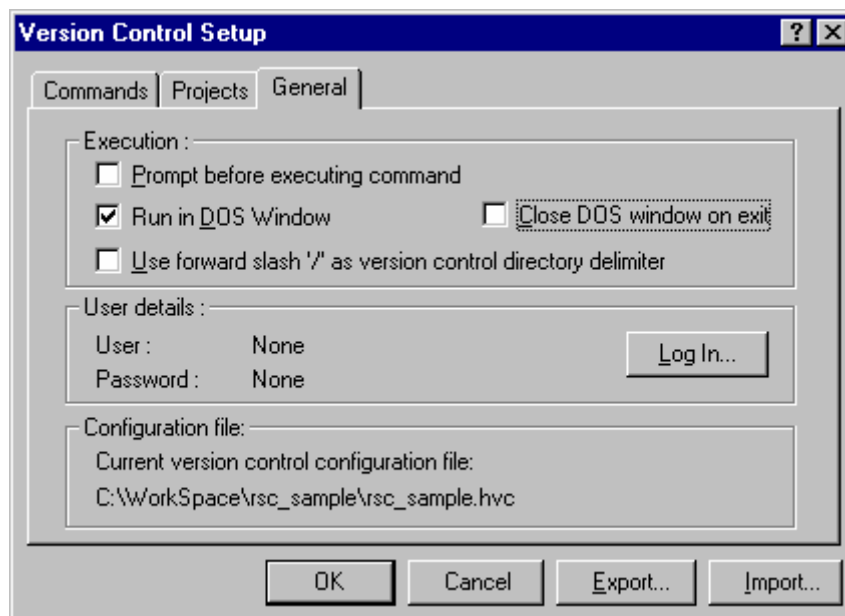 Version Control Setup
Commands Projects General
Execution :
Prompt before executing command
Run in DOS Window Close DOS window on exit
Use forward slash '/' as version control directory delimiter
User details :
User : None Log In...
Password : None
Configuration file:
Current version control configuration file:
C:\WorkSpace\rsc_sample\rsc_sample.hvc
OK Cancel Export... Import...